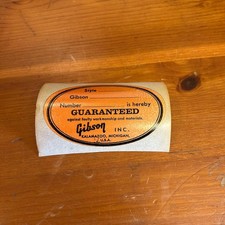 Style
Gibson
Number is hereby
GUARANTEED
against faulty workmanship and materials.
Gibson INC.
KALAMAZOO, MICHIGAN,
U.S.A.